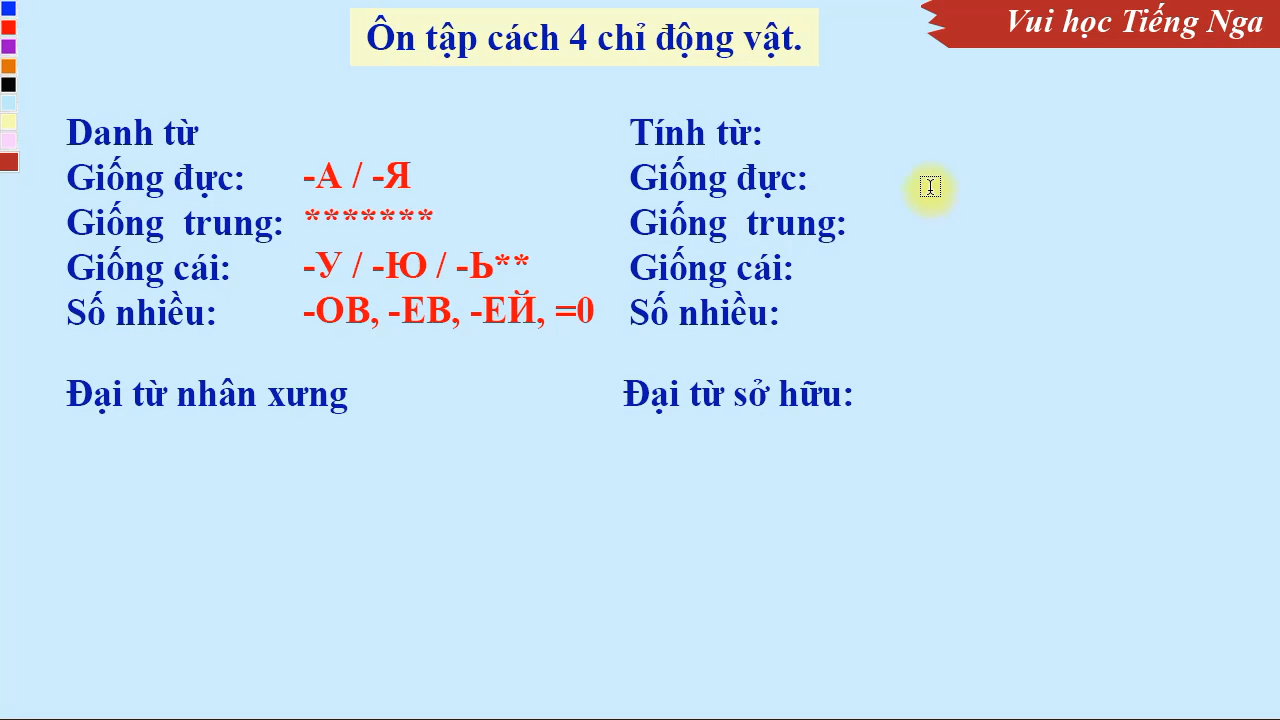 Ôn tập cách 4 chỉ động vật.
Vui học Tiếng Nga
Danh từ
Giống đực: -А / -Я
Giống trung: *******
Giống cái: -У / -Ю / -Ь**
Số nhiều: -ОВ, -ЕВ, -ЕЙ, =0
Tính từ:
Giống đực:
Giống trung:
Giống cái:
Số nhiều:
Đại từ nhân xưng
Đại từ sở hữu: